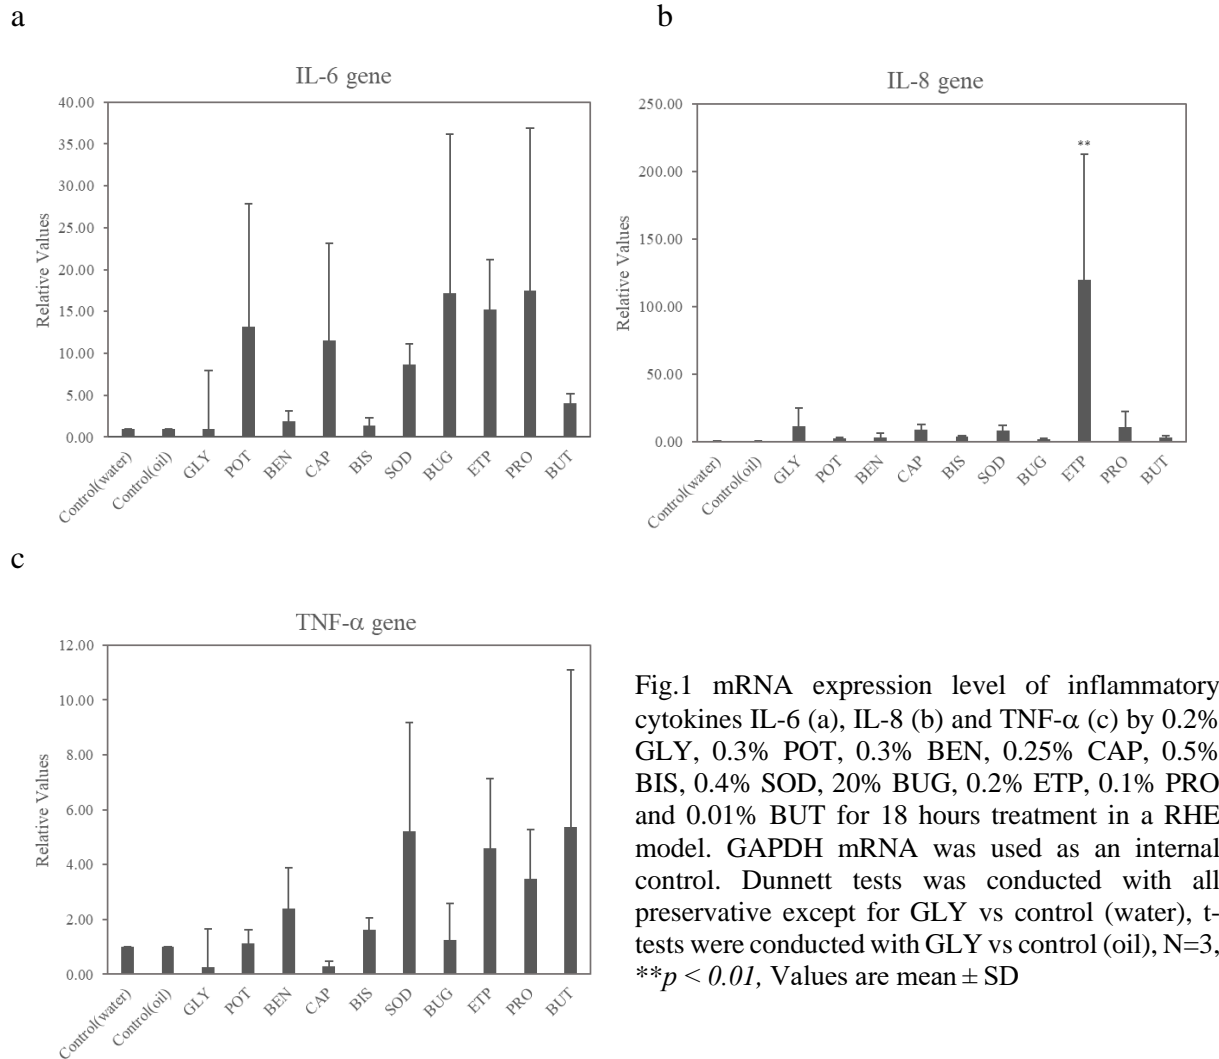 a
IL-6 gene
40.00
35.00
30.00
25.00
20.00
15.00
10.00
5.00
0.00
Relative Values
Control(water)
Control(oil)
GLY
POT
BEN
CAP
BIS
SOD
BUG
ETP
PRO
BUT
b
IL-8 gene
250.00
200.00
150.00
100.00
50.00
0.00
Relative Values
**
Control(water)
Control(oil)
GLY
POT
BEN
CAP
BIS
SOD
BUG
ETP
PRO
BUT
c
TNF-α gene
12.00
10.00
8.00
6.00
4.00
2.00
0.00
Relative Values
Control(water)
Control(oil)
GLY
POT
BEN
CAP
BIS
SOD
BUG
ETP
PRO
BUT
Fig.1 mRNA expression level of inflammatory
cytokines IL-6 (a), IL-8 (b) and TNF-α (c) by 0.2%
GLY, 0.3% POT, 0.3% BEN, 0.25% CAP, 0.5%
BIS, 0.4% SOD, 20% BUG, 0.2% ETP, 0.1% PRO
and 0.01% BUT for 18 hours treatment in a RHE
model. GAPDH mRNA was used as an internal
control. Dunnett tests was conducted with all
preservative except for GLY vs control (water), t-
tests were conducted with GLY vs control (oil), N=3,
**p < 0.01, Values are mean ± SD